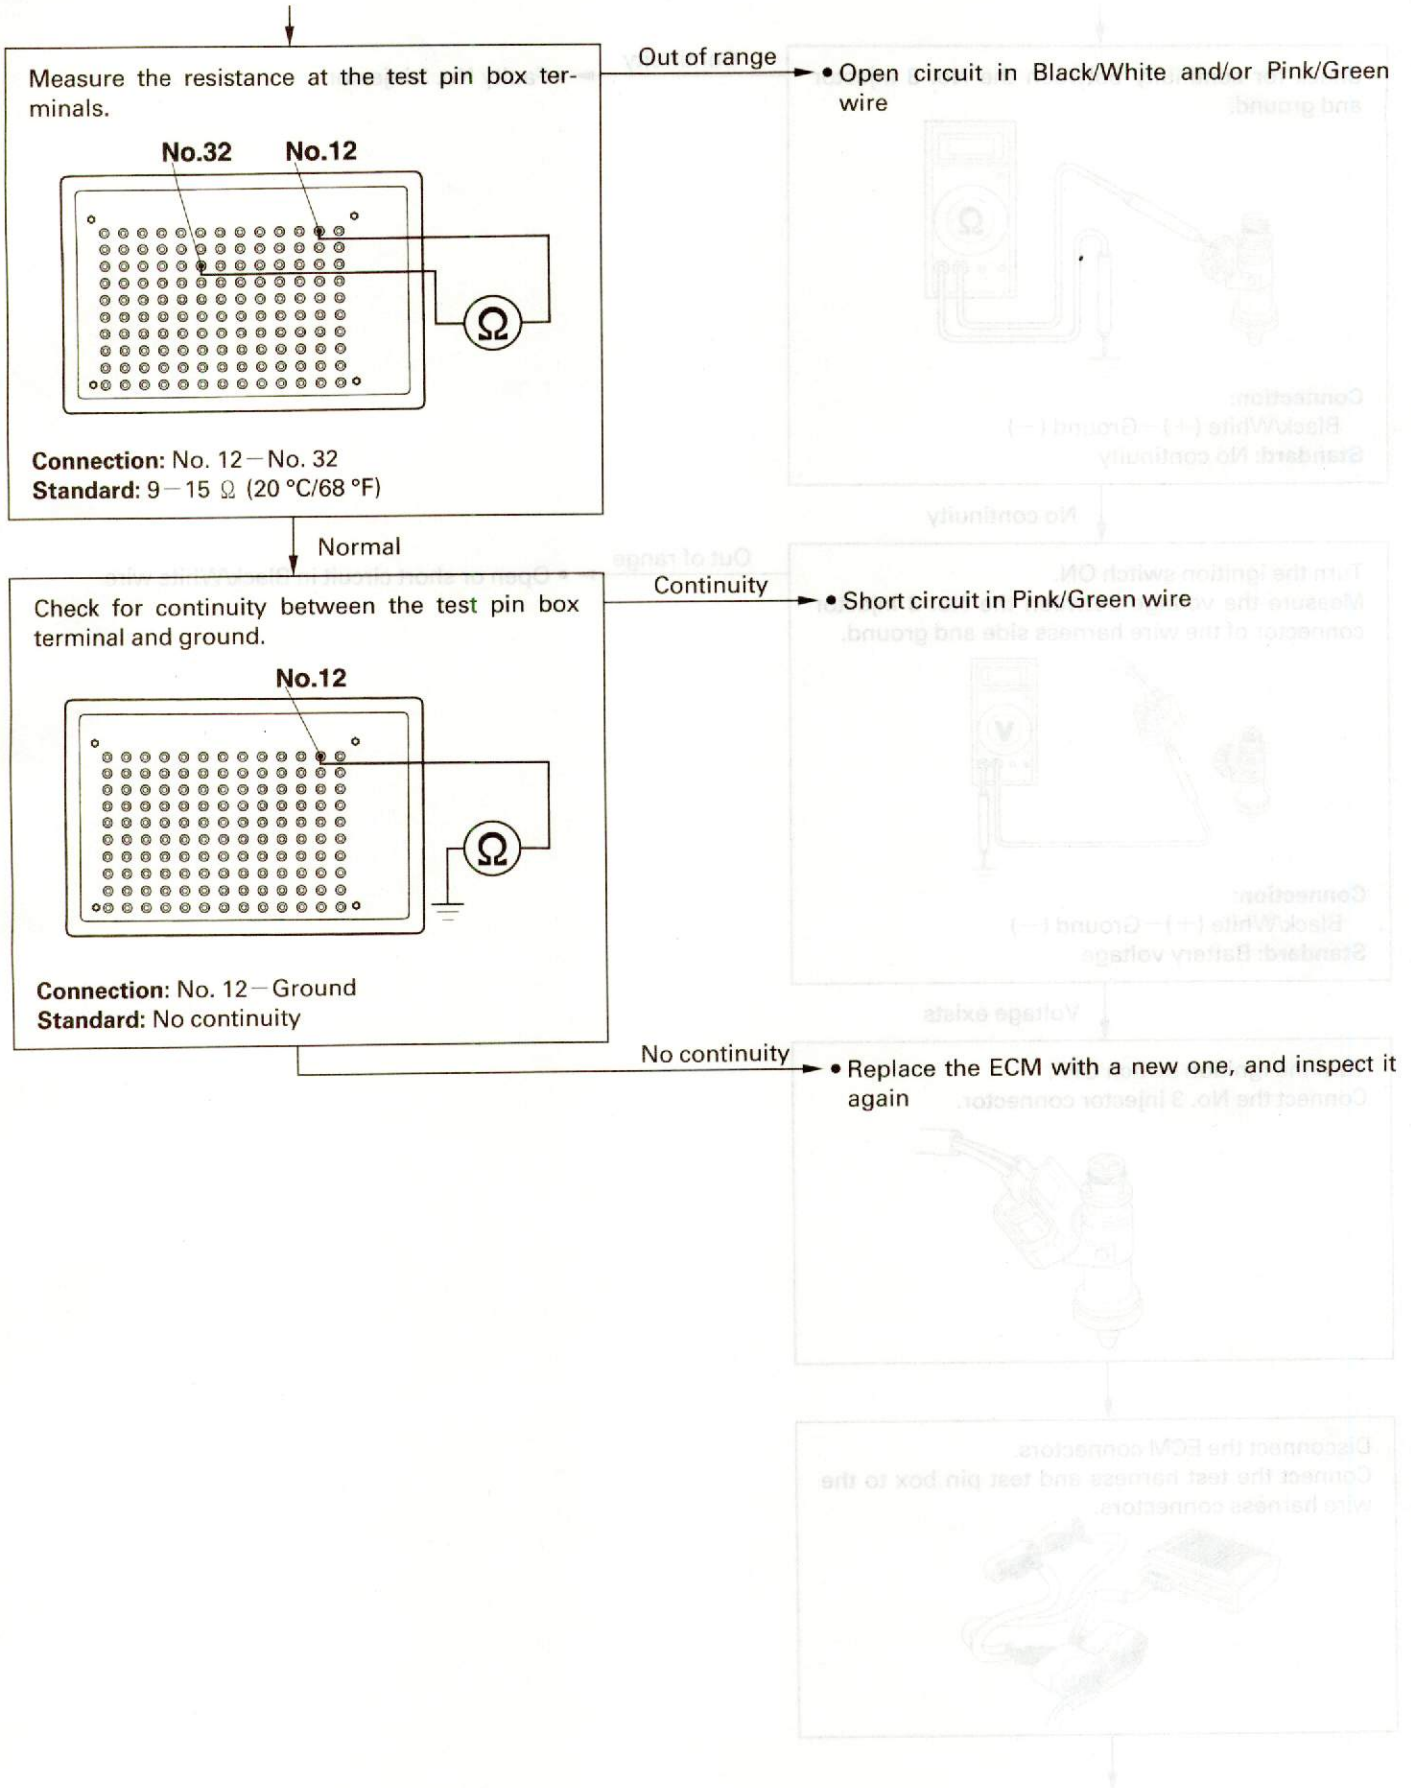 Out of range
Measure the resistance at the test pin box ter-
minals.
• Open circuit in Black/White and/or Pink/Green
wire
No.32 No.12
Ω
Connection: No. 12—No. 32
Standard: 9—15 Ω (20 °C/68 °F)
Normal
Continuity
Check for continuity between the test pin box
terminal and ground.
• Short circuit in Pink/Green wire
No.12
Ω
Connection: No. 12—Ground
Standard: No continuity
No continuity
• Replace the ECM with a new one, and inspect it
again